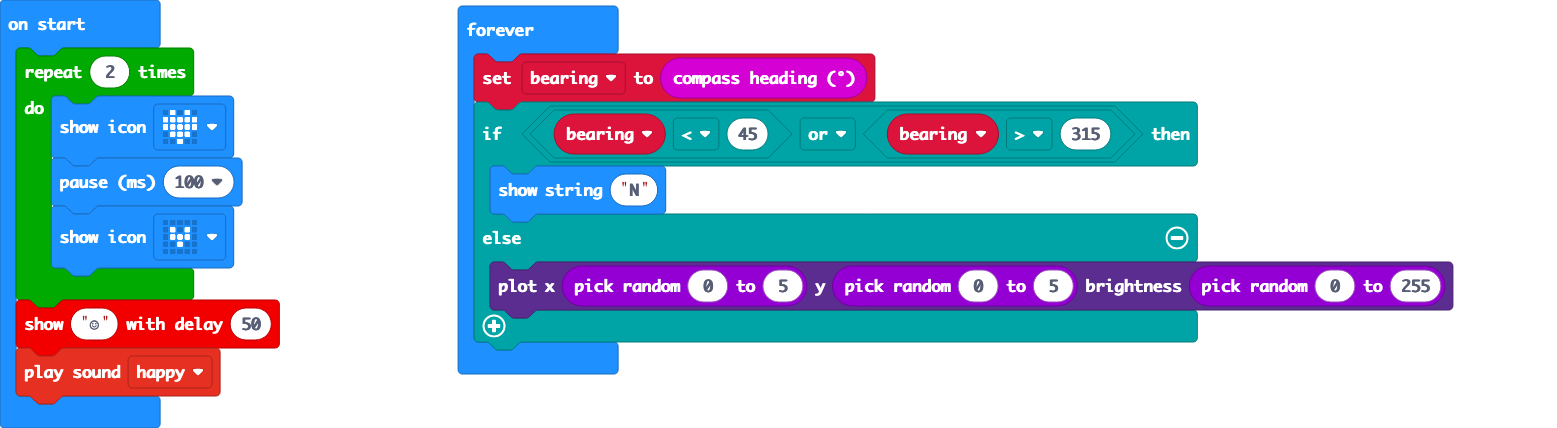 on start
repeat 2 times
do
show icon
pause (ms) 100
show icon
show "☺" with delay 50
play sound happy
forever
set bearing to compass heading (°)
if bearing < 45 or bearing > 315 then
show string "N"
else
plot x pick random 0 to 5 y pick random 0 to 5 brightness pick random 0 to 255